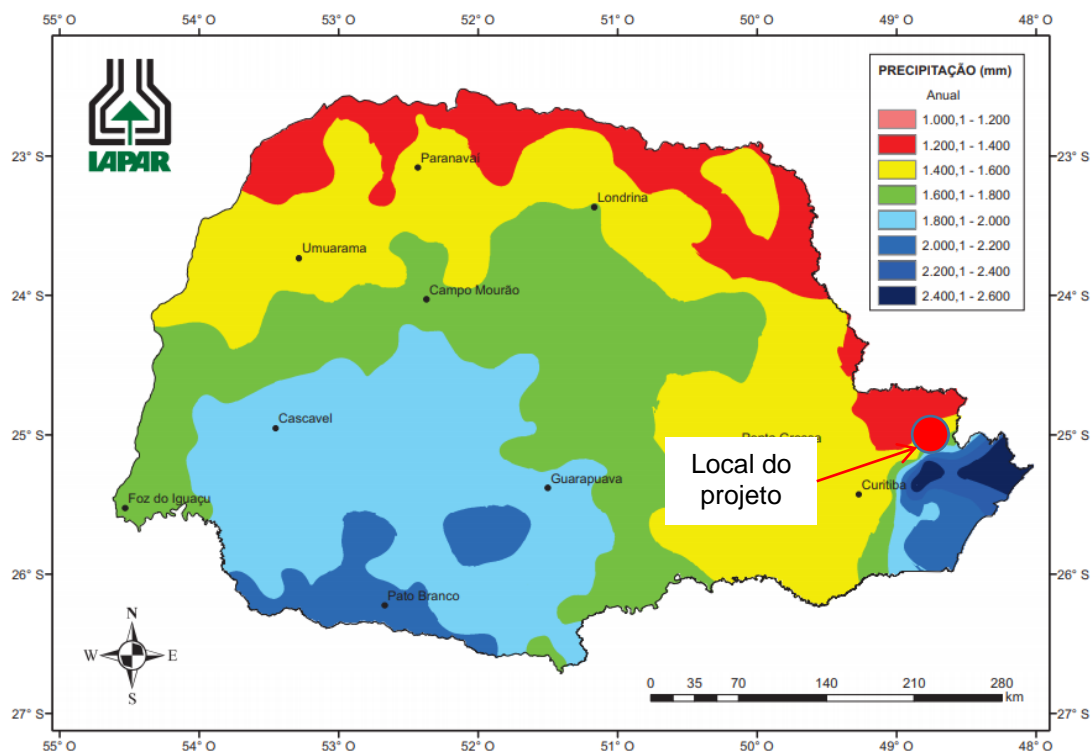 55° O 54° O 53° O 52° O 51° O 50° O 49° O 48° O
IAPAR
PRECIPITAÇÃO (mm)
Anual
1.000,1 - 1.200
1.200,1 - 1.400
1.400,1 - 1.600
1.600,1 - 1.800
1.800,1 - 2.000
2.000,1 - 2.200
2.200,1 - 2.400
2.400,1 - 2.600
23° S 23° S
Paranavaí
Londrina
Umuarama
24° S 24° S
Campo Mourão
Cascavel
25° S 25° S
Local do
projeto
Guarapuava
Curitiba
Foz do Iguaçu
26° S 26° S
Pato Branco
N
W E
S
0 35 70 140 210 280
km
27° S 27° S
55° O 54° O 53° O 52° O 51° O 50° O 49° O 48° O